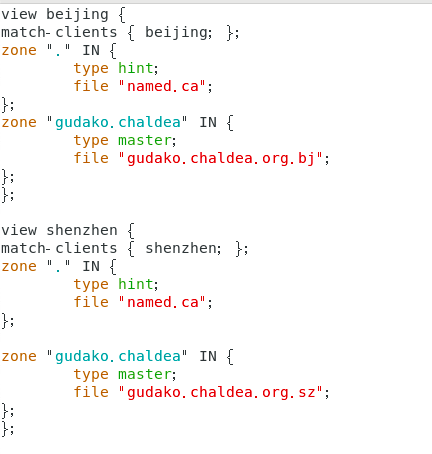 view beijing {
match-clients { beijing; };
zone "." IN {
        type hint;
        file "named.ca";
};
zone "gudako.chaldea" IN {
        type master;
        file "gudako.chaldea.org.bj";
};
};

view shenzhen {
match-clients { shenzhen; };
zone "." IN {
        type hint;
        file "named.ca";
};

zone "gudako.chaldea" IN {
        type master;
        file "gudako.chaldea.org.sz";
};
};